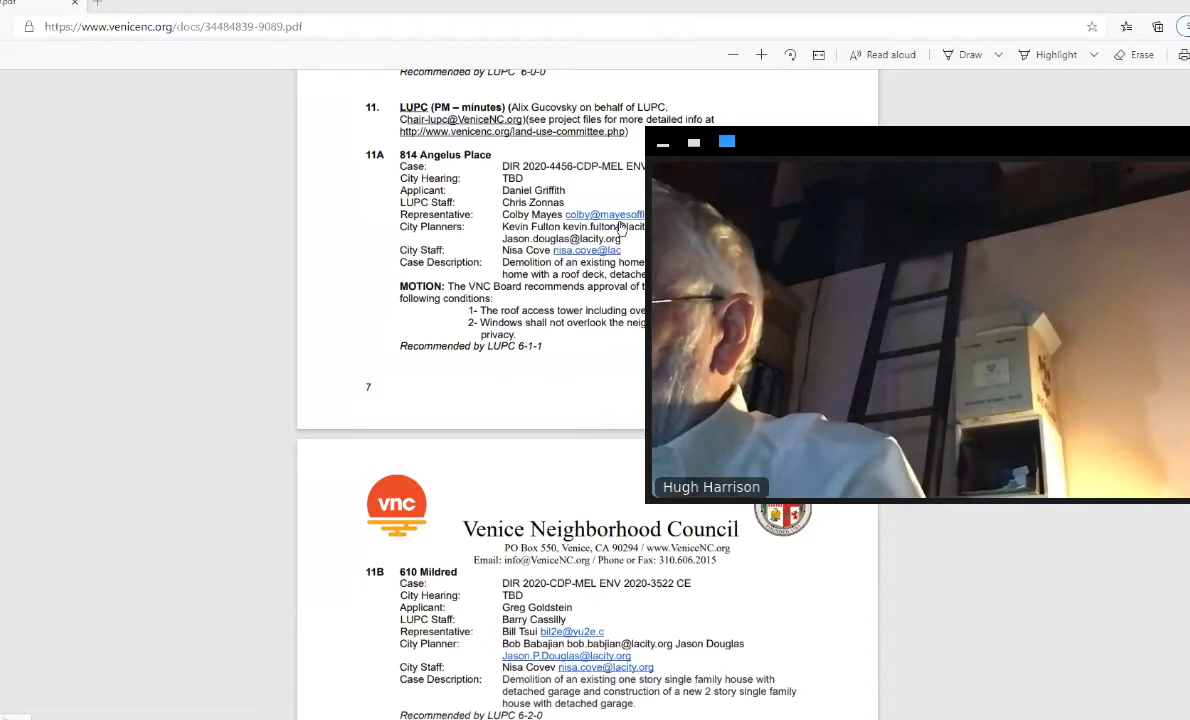 .pdf
https://www.venicenc.org/docs/34484839-9089.pdf
Read aloud
Draw
Highlight
Erase
Recommended by LUPC 6-0-0
11. LUPC (PM – minutes) (Alix Gucovsky on behalf of LUPC,
Chair-lupc@VeniceNC.org)(see project files for more detailed info at
http://www.venicenc.org/land-use-committee.php)
11A 814 Angelus Place
Case: DIR 2020-4456-CDP-MEL ENV
City Hearing: TBD
Applicant: Daniel Griffith
LUPC Staff: Chris Zonnas
Representative: Colby Mayes colby@mayesoffi
City Planners: Kevin Fulton kevin.fulton@lacit
Jason.douglas@lacity.org
City Staff: Nisa Cove nisa.cove@lac
Case Description: Demolition of an existing home
home with a roof deck, detache
MOTION: The VNC Board recommends approval of t
following conditions:
1- The roof access tower including ove
2- Windows shall not overlook the neig
privacy.
Recommended by LUPC 6-1-1
7
Hugh Harrison
vnc
Venice Neighborhood Council
PO Box 550, Venice, CA 90294 / www.VeniceNC.org
Email: info@VeniceNC.org / Phone or Fax: 310.606.2015
11B 610 Mildred
Case: DIR 2020-CDP-MEL ENV 2020-3522 CE
City Hearing: TBD
Applicant: Greg Goldstein
LUPC Staff: Barry Cassilly
Representative: Bill Tsui bil2e@yu2e.c
City Planner: Bob Babajian bob.babjian@lacity.org Jason Douglas
Jason.P.Douglas@lacity.org
City Staff: Nisa Covev nisa.cove@lacity.org
Case Description: Demolition of an existing one story single family house with
detached garage and construction of a new 2 story single family
house with detached garage.
Recommended by LUPC 6-2-0